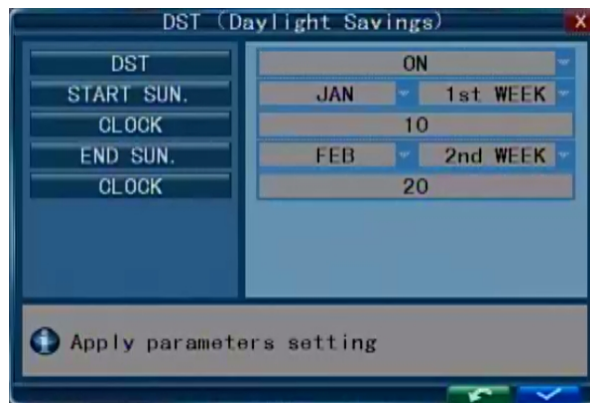 DST (Daylight Savings) X
DST ON
START SUN. JAN 1st WEEK
CLOCK 10
END SUN. FEB 2nd WEEK
CLOCK 20
Apply parameters setting